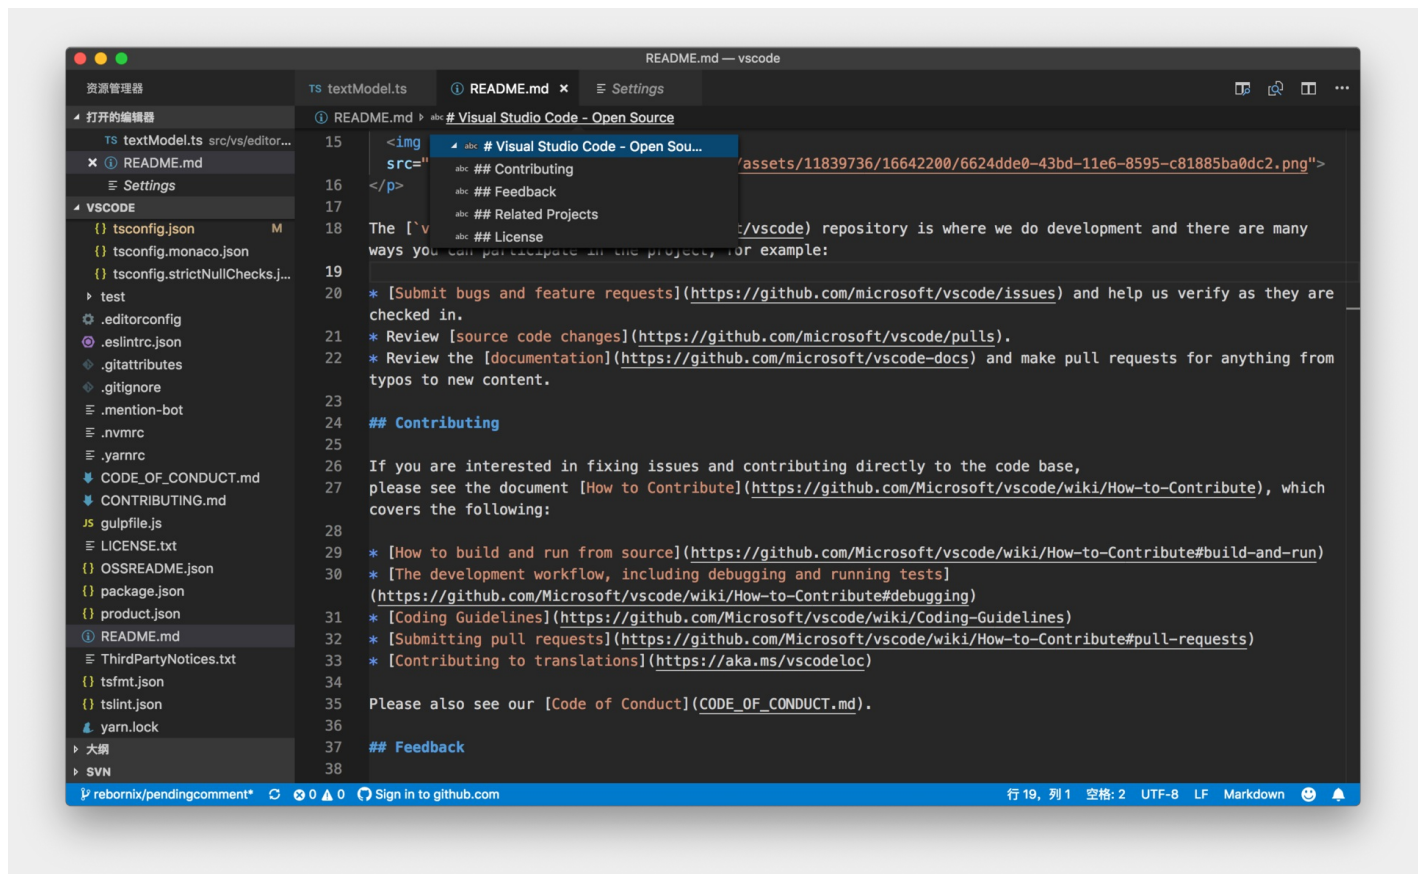 README.md — vscode
资源管理器
TS textModel.ts
README.md ×
Settings
打开的编辑器
TS textModel.ts src/vs/editor...
× README.md
Settings
VSCODE
{} tsconfig.json M
{} tsconfig.monaco.json
{} tsconfig.strictNullChecks.j...
test
.editorconfig
.eslintrc.json
.gitattributes
.gitignore
.mention-bot
.nvmrc
.yarnrc
CODE_OF_CONDUCT.md
CONTRIBUTING.md
JS gulpfile.js
LICENSE.txt
{} OSSREADME.json
{} package.json
{} product.json
README.md
ThirdPartyNotices.txt
{} tsfmt.json
{} tslint.json
yarn.lock
大纲
SVN
README.md abc # Visual Studio Code - Open Source
abc # Visual Studio Code - Open Sou...
abc ## Contributing
abc ## Feedback
abc ## Related Projects
abc ## License
15 <img
src=" /assets/11839736/16642200/6624dde0-43bd-11e6-8595-c81885ba0dc2.png">
16 </p>
17
18 The [`v t/vscode) repository is where we do development and there are many
ways you can participate in the project, for example:
19
20 * [Submit bugs and feature requests](https://github.com/microsoft/vscode/issues) and help us verify as they are
checked in.
21 * Review [source code changes](https://github.com/microsoft/vscode/pulls).
22 * Review the [documentation](https://github.com/microsoft/vscode-docs) and make pull requests for anything from
typos to new content.
23
24 ## Contributing
25
26 If you are interested in fixing issues and contributing directly to the code base,
27 please see the document [How to Contribute](https://github.com/Microsoft/vscode/wiki/How-to-Contribute), which
covers the following:
28
29 * [How to build and run from source](https://github.com/Microsoft/vscode/wiki/How-to-Contribute#build-and-run)
30 * [The development workflow, including debugging and running tests]
(https://github.com/Microsoft/vscode/wiki/How-to-Contribute#debugging)
31 * [Coding Guidelines](https://github.com/Microsoft/vscode/wiki/Coding-Guidelines)
32 * [Submitting pull requests](https://github.com/Microsoft/vscode/wiki/How-to-Contribute#pull-requests)
33 * [Contributing to translations](https://aka.ms/vscodeloc)
34
35 Please also see our [Code of Conduct](CODE_OF_CONDUCT.md).
36
37 ## Feedback
38
rebornix/pendingcomment* 0 0 Sign in to github.com
行 19，列 1 空格: 2 UTF-8 LF Markdown